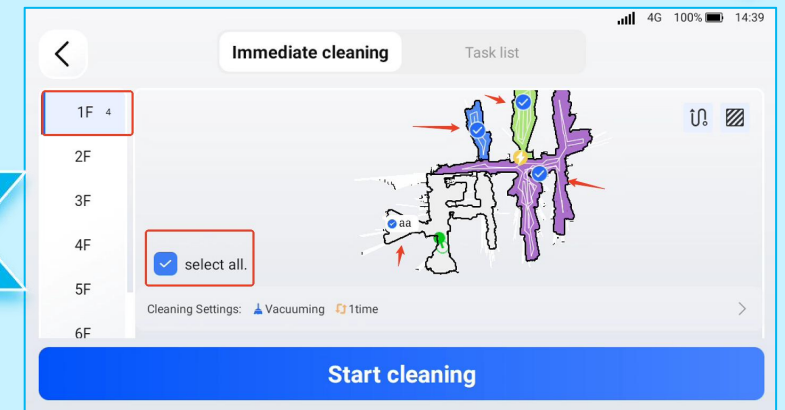 4G 100% 14:39
Immediate cleaning Task list
1F 4
2F
3F
4F
5F
6F
aa
select all.
Cleaning Settings: Vacuuming 1time
Start cleaning